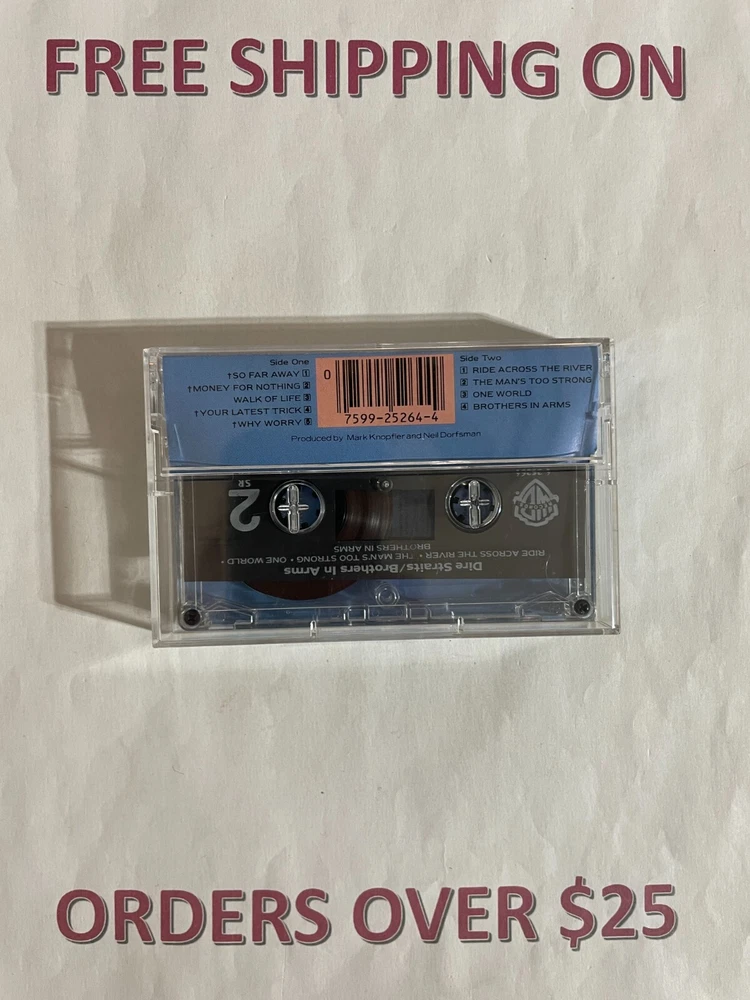 FREE SHIPPING ON
Side One
†SO FAR AWAY 1
†MONEY FOR NOTHING 2
WALK OF LIFE 3
†YOUR LATEST TRICK 4
†WHY WORRY 5
0
7599-25264-4
Side Two
1 RIDE ACROSS THE RIVER
2 THE MAN'S TOO STRONG
3 ONE WORLD
4 BROTHERS IN ARMS
Produced by Mark Knopfler and Neil Dorfsman
Dire Straits/Brothers In Arms
RIDE ACROSS THE RIVER • THE MAN'S TOO STRONG • ONE WORLD •
BROTHERS IN ARMS
2
SR
ORDERS OVER $25